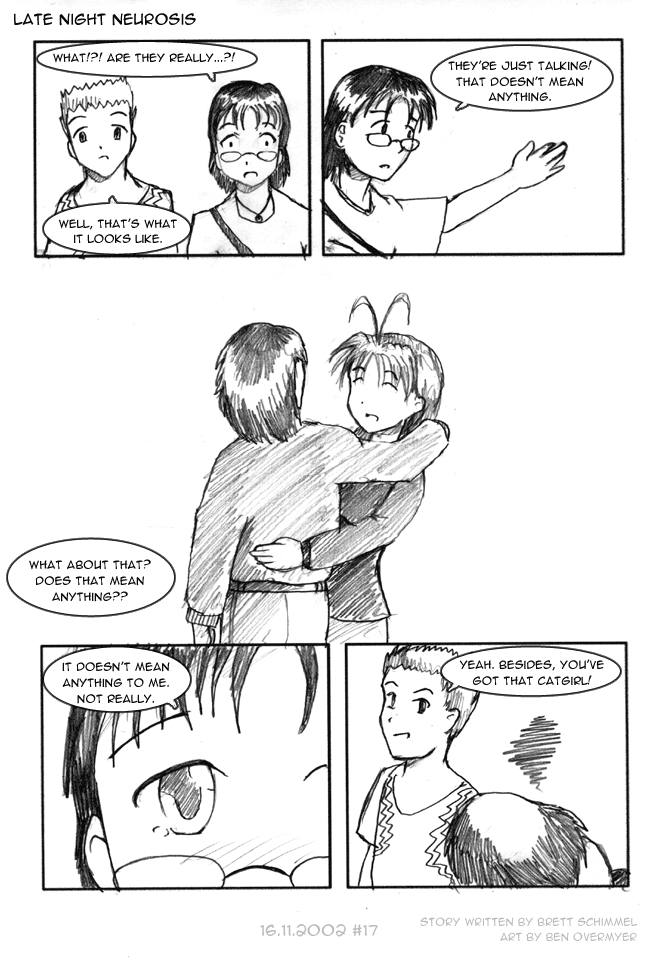 LATE NIGHT NEUROSIS
WHAT!?! ARE THEY REALLY...?!
WELL, THAT'S WHAT
IT LOOKS LIKE.
THEY'RE JUST TALKING!
THAT DOESN'T MEAN
ANYTHING.
WHAT ABOUT THAT?
DOES THAT MEAN
ANYTHING??
IT DOESN'T MEAN
ANYTHING TO ME.
NOT REALLY.
YEAH. BESIDES, YOU'VE
GOT THAT CATGIRL!
16.11.2002 #17
STORY WRITTEN BY BRETT SCHIMMEL
ART BY BEN OVERMYER